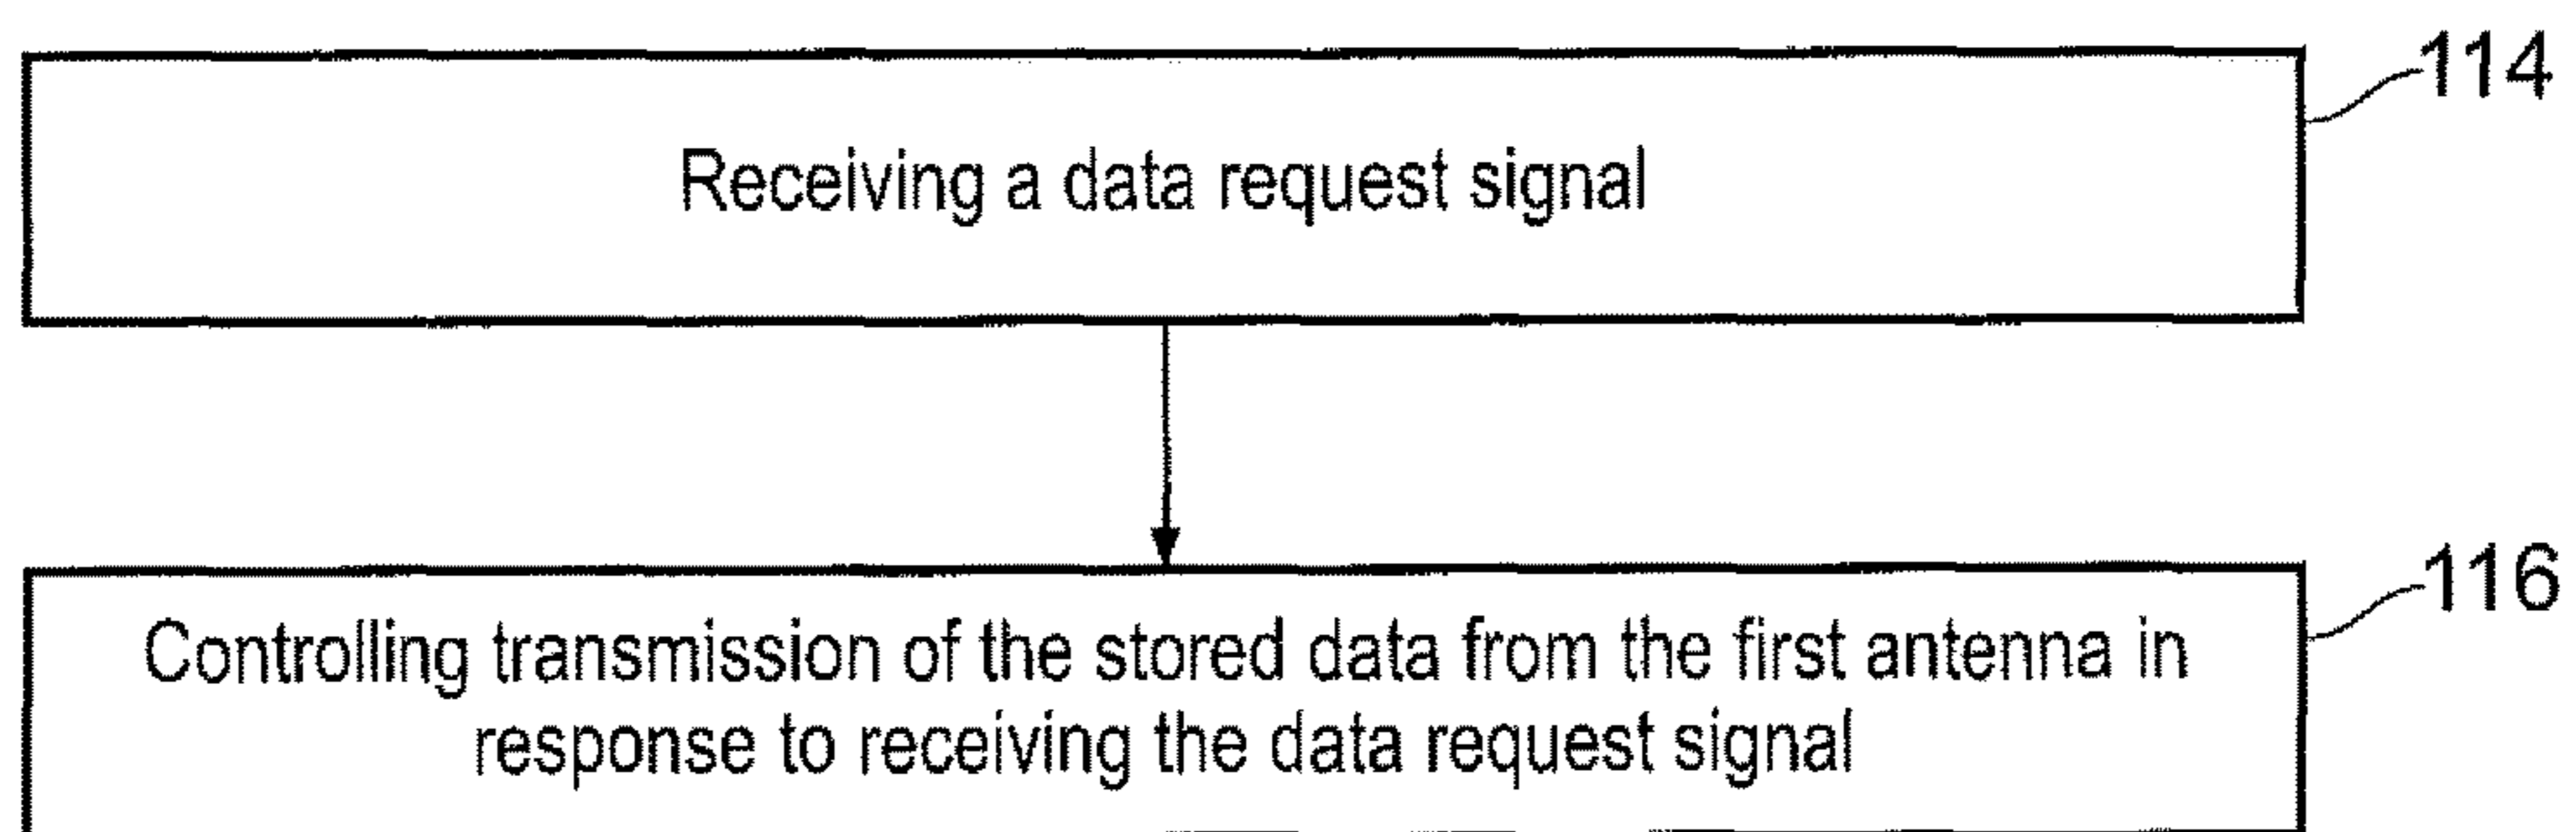 114
Receiving a data request signal
116
Controlling transmission of the stored data from the first antenna in
response to receiving the data request signal